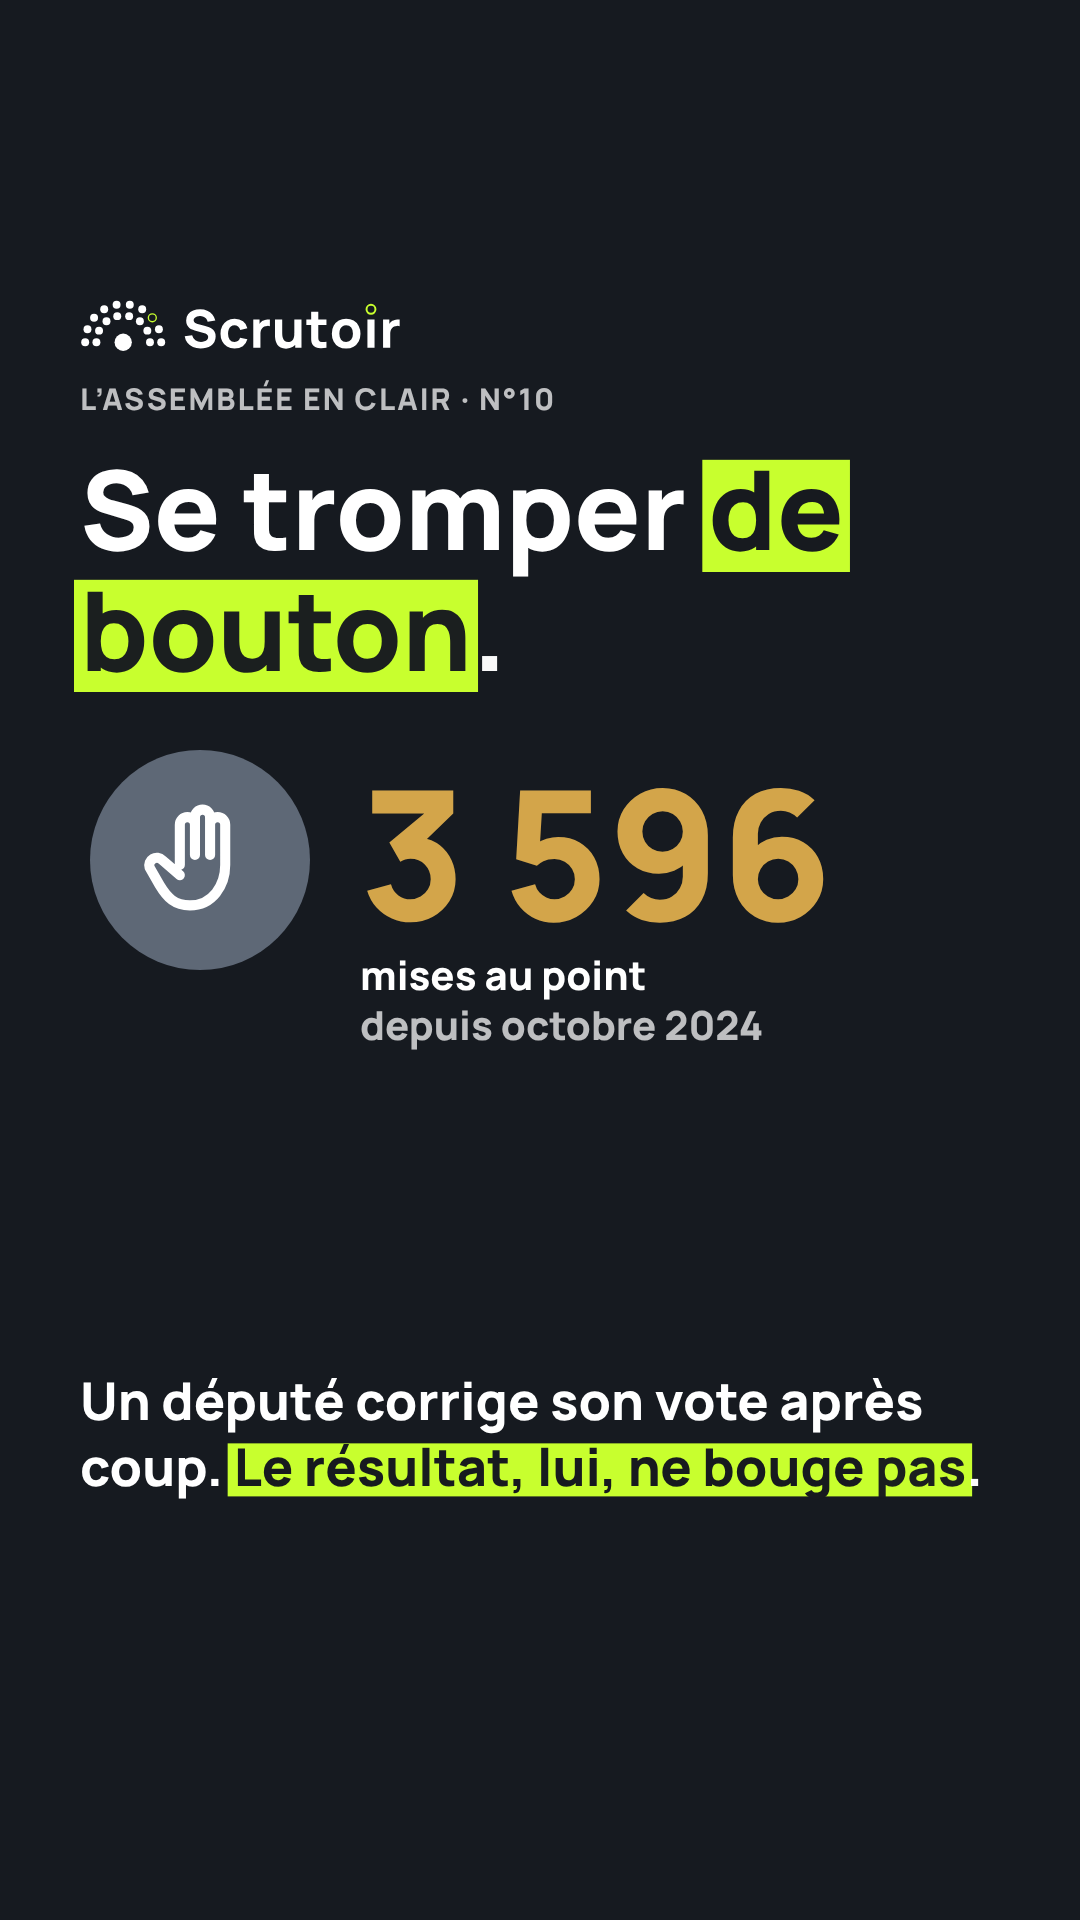 Scrutoir
L’ASSEMBLÉE EN CLAIR · N°10
Se tromper de
bouton.
3 596
mises au point
depuis octobre 2024
Un député corrige son vote après
coup. Le résultat, lui, ne bouge pas.